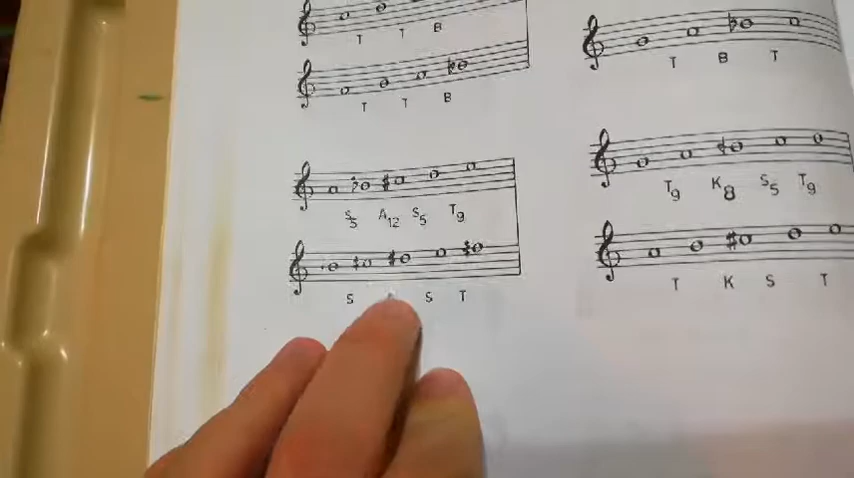 T T B
T T B
S5 A12 S5 T9
S S T
T B T
T9 K8 S5 T9
T K S T